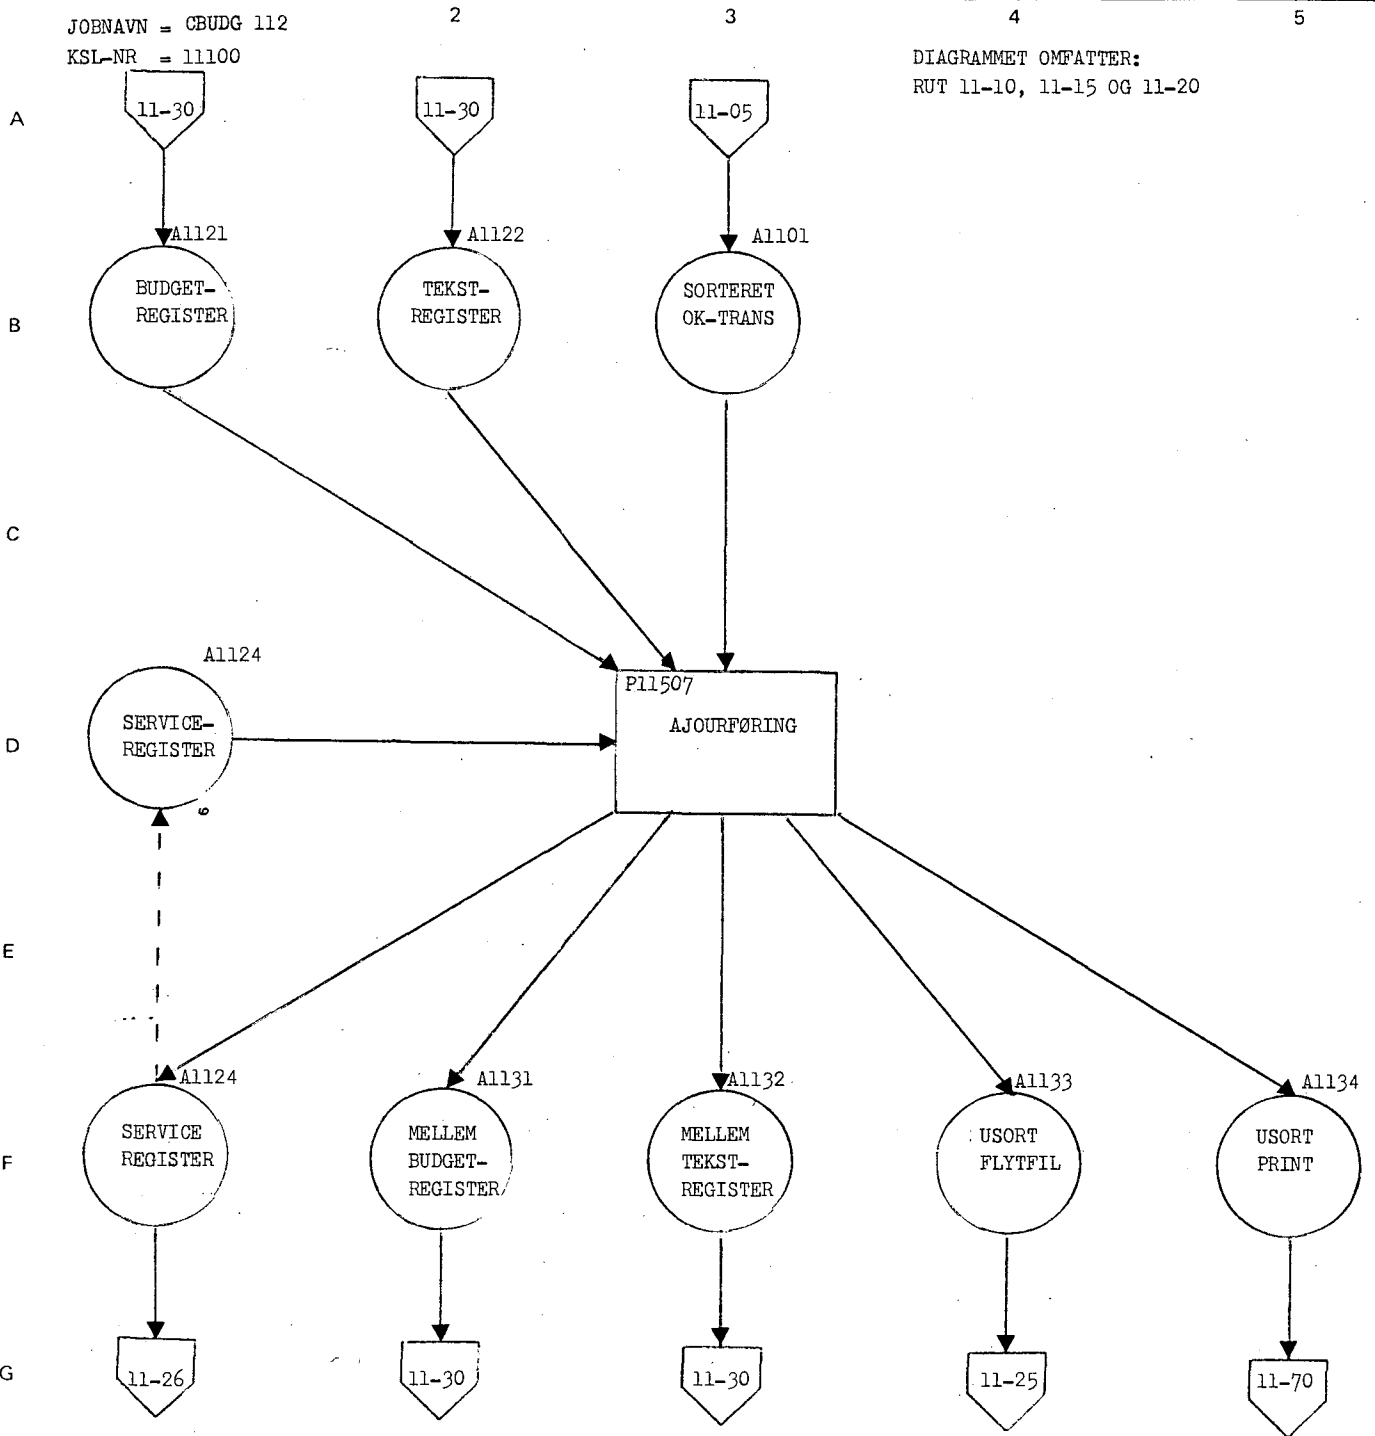 2 3 4 5
JOBNAVN = CBUDG 112
KSL-NR = 11100
DIAGRAMMET OMFATTER:
RUT 11-10, 11-15 OG 11-20
A
11-30
11-30
11-05
A1121
A1122
A1101
B
BUDGET-
REGISTER
TEKST-
REGISTER
SORTERET
OK-TRANS
C
A1124
P11507
D
SERVICE-
REGISTER
AJOURFØRING
E
A1124
A1131
A1132
A1133
A1134
F
SERVICE
REGISTER
MELLEM
BUDGET-
REGISTER
MELLEM
TEKST-
REGISTER
USORT
FLYTFIL
USORT
PRINT
G
11-26
11-30
11-30
11-25
11-70